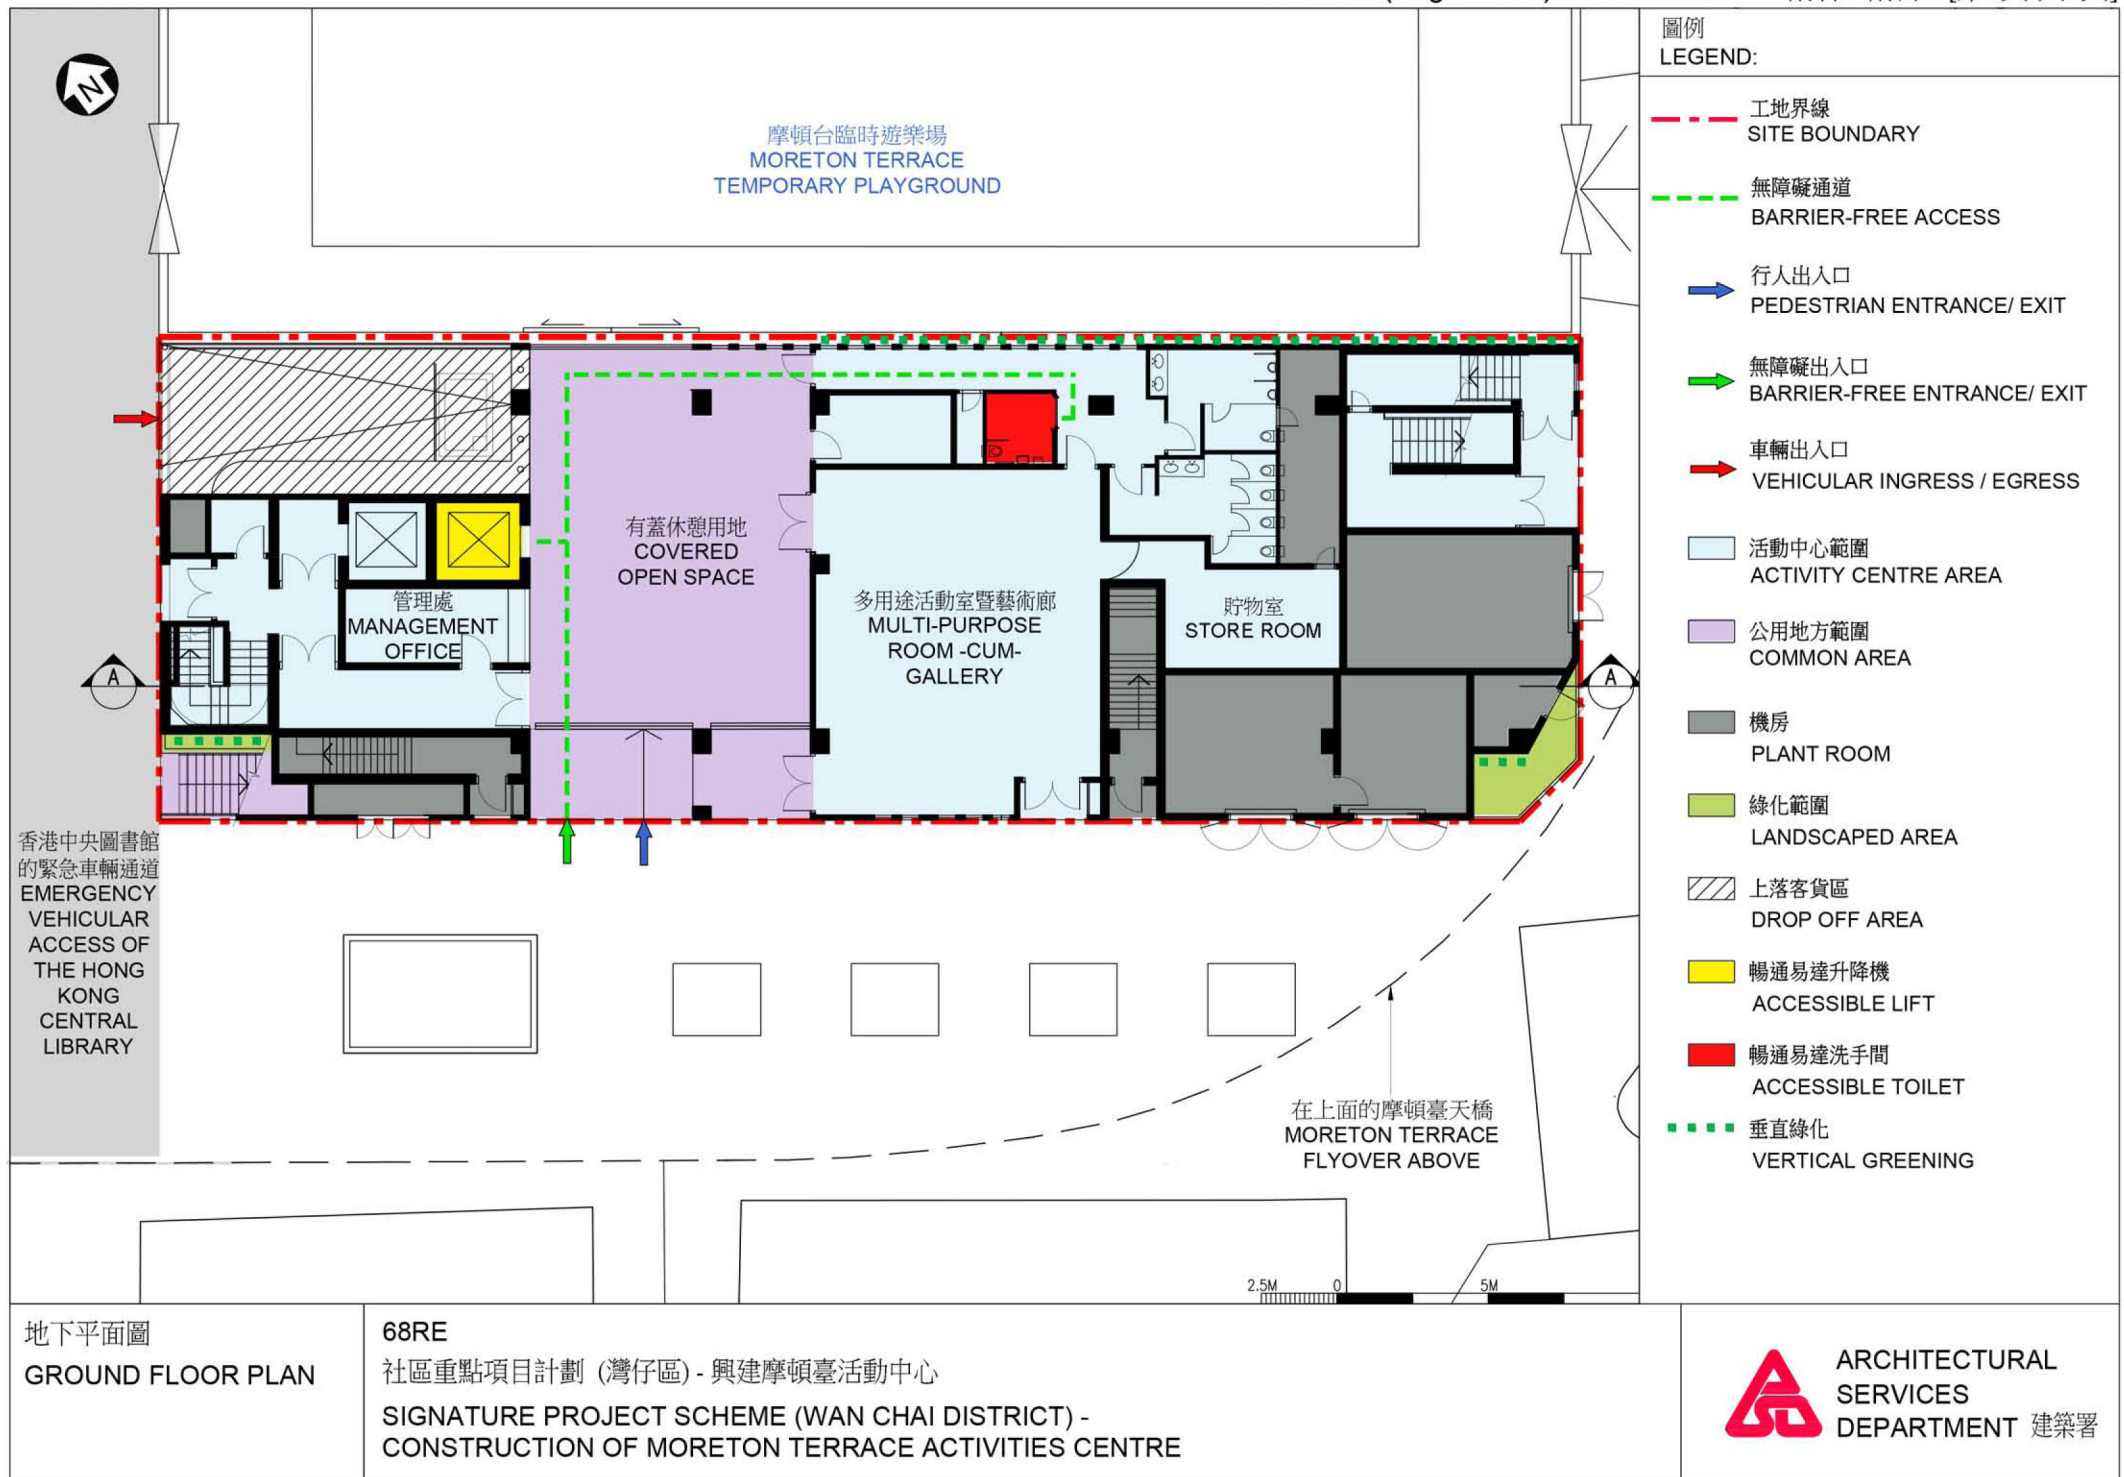 圖例
LEGEND:
工地界線
SITE BOUNDARY
無障礙通道
BARRIER-FREE ACCESS
行人出入口
PEDESTRIAN ENTRANCE/ EXIT
無障礙出入口
BARRIER-FREE ENTRANCE/ EXIT
車輛出入口
VEHICULAR INGRESS / EGRESS
活動中心範圍
ACTIVITY CENTRE AREA
公用地方範圍
COMMON AREA
機房
PLANT ROOM
綠化範圍
LANDSCAPED AREA
上落客貨區
DROP OFF AREA
暢通易達升降機
ACCESSIBLE LIFT
暢通易達洗手間
ACCESSIBLE TOILET
垂直綠化
VERTICAL GREENING
N
摩頓台臨時遊樂場
MORETON TERRACE
TEMPORARY PLAYGROUND
有蓋休憩用地
COVERED
OPEN SPACE
管理處
MANAGEMENT
OFFICE
多用途活動室暨藝術廊
MULTI-PURPOSE
ROOM -CUM-
GALLERY
貯物室
STORE ROOM
A
A
香港中央圖書館
的緊急車輛通道
EMERGENCY
VEHICULAR
ACCESS OF
THE HONG
KONG
CENTRAL
LIBRARY
在上面的摩頓臺天橋
MORETON TERRACE
FLYOVER ABOVE
2.5M 0 5M
地下平面圖
GROUND FLOOR PLAN
68RE
社區重點項目計劃 (灣仔區) - 興建摩頓臺活動中心
SIGNATURE PROJECT SCHEME (WAN CHAI DISTRICT) -
CONSTRUCTION OF MORETON TERRACE ACTIVITIES CENTRE
ARCHITECTURAL
SERVICES
DEPARTMENT 建築署